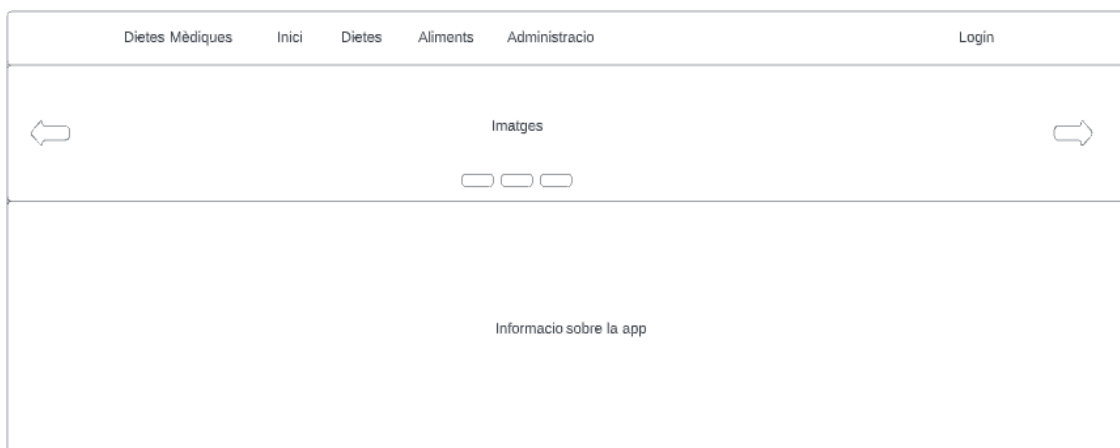 Dietes Mèdiques Inici Dietes Aliments Administracio Login
Imatges
Informacio sobre la app